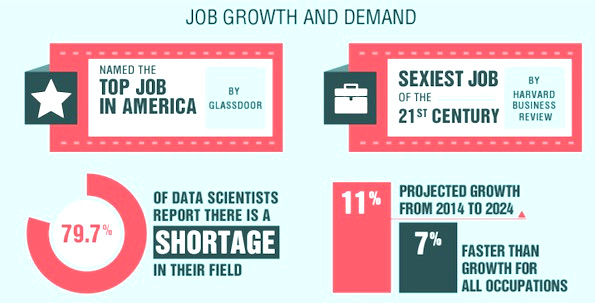 JOB GROWTH AND DEMAND
NAMED THE
TOP JOB
IN AMERICA
BY
GLASSDOOR
SEXIEST JOB
OF THE
21ST CENTURY
BY
HARVARD
BUSINESS
REVIEW
79.7%
OF DATA SCIENTISTS
REPORT THERE IS A
SHORTAGE
IN THEIR FIELD
11%
PROJECTED GROWTH
FROM 2014 TO 2024
7%
FASTER THAN
GROWTH FOR
ALL OCCUPATIONS